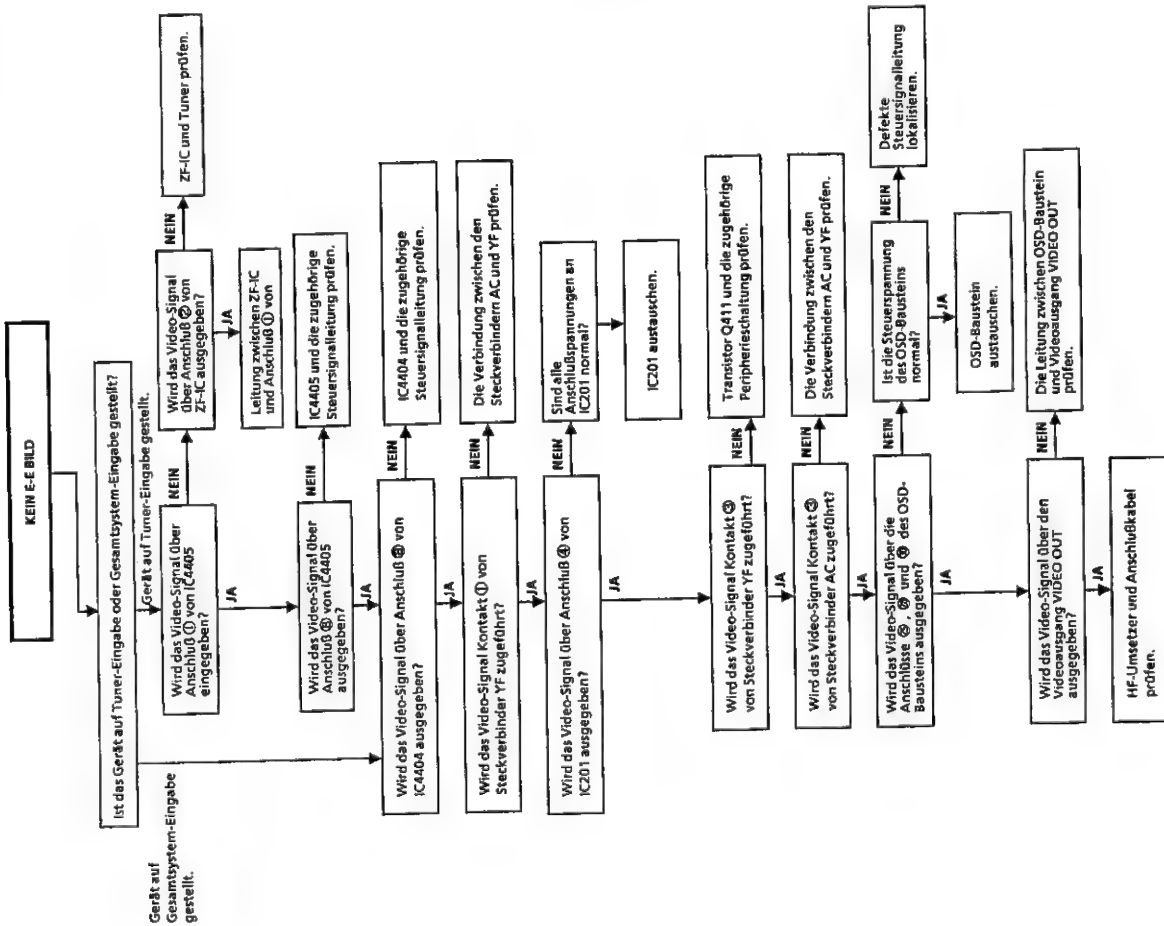 KEIN E-E BILD
Ist das Gerät auf Tuner-Eingabe oder Gesamtsystem-Eingabe gestellt?
Gerät auf Tuner-Eingabe gestellt.
Gerät auf
Gesamtsystem-Eingabe
gestellt.
Wird das Video-Signal über
Anschluß ① von IC4405
eingegeben?
NEIN
Wird das Video-Signal
über Anschluß ② von
ZF-IC ausgegeben?
NEIN
ZF-IC und Tuner prüfen.
JA
Leitung zwischen ZF-IC
und Anschluß ① von
JA
Wird das Video-Signal über
Anschluß von IC4405
ausgegeben?
NEIN
IC4405 und die zugehörige
Steuersignalleitung prüfen.
JA
Wird das Video-Signal über Anschluß von
IC4404 ausgegeben?
NEIN
IC4404 und die zugehörige
Steuersignalleitung prüfen.
JA
Wird das Video-Signal Kontakt ① von
Steckverbinder YF zugeführt?
NEIN
Die Verbindung zwischen den
Steckverbindern AC und YF prüfen.
JA
Wird das Video-Signal über Anschluß ④ von
IC201 ausgegeben?
NEIN
Sind alle
Anschlußspannungen an
IC201 normal?
IC201 austauschen.
JA
Wird das Video-Signal Kontakt ③
von Steckverbinder YF zugeführt?
NEIN
Transistor Q411 und die zugehörige
Peripherieschaltung prüfen.
JA
Wird das Video-Signal Kontakt ③
von Steckverbinder AC zugeführt?
NEIN
Die Verbindung zwischen den
Steckverbindern AC und YF prüfen.
JA
Wird das Video-Signal über die
Anschlüsse , und des OSD-
Bausteins ausgegeben?
NEIN
Ist die Steuerspannung
des OSD-Bausteins
normal?
NEIN
Defekte
Steuersignalleitung
lokalisieren.
JA
OSD-Baustein
austauschen.
JA
Wird das Video-Signal über den
Videoausgang VIDEO OUT
ausgegeben?
NEIN
Die Leitung zwischen OSD-Baustein
und Videoausgang VIDEO OUT
prüfen.
JA
HF-Umsetzer und Anschlußkabel
prüfen.